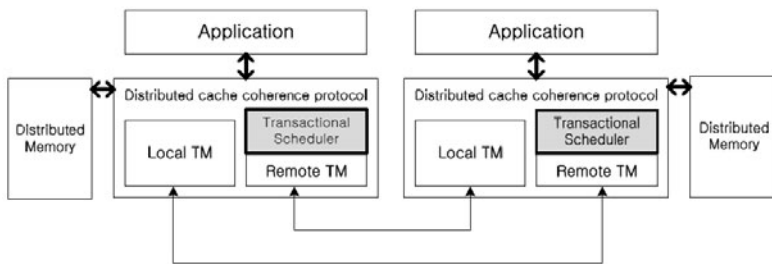 Application
Application
Distributed cache coherence protocol
Distributed cache coherence protocol
Distributed
Memory
Local TM
Transactional
Scheduler
Remote TM
Local TM
Transactional
Scheduler
Remote TM
Distributed
Memory